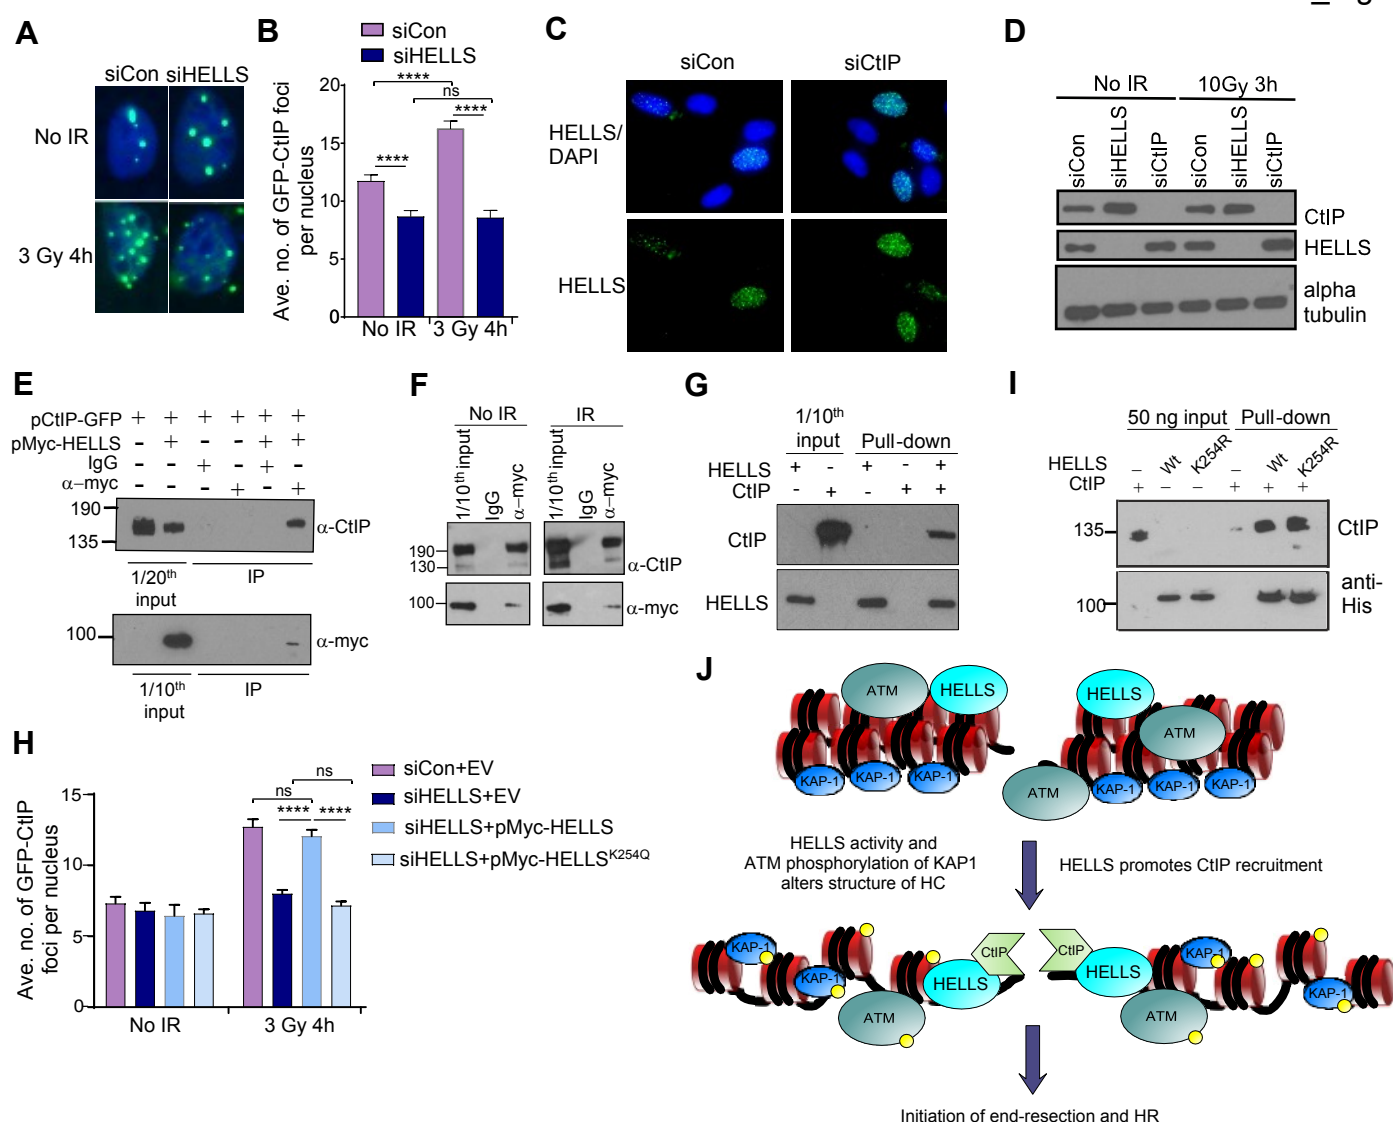 A
siCon siHELLS
No IR
3 Gy 4h
B
siCon
siHELLS
Ave. no. of GFP-CtIP foci
per nucleus
20
15
10
5
0
****
ns
****
****
No IR
3 Gy 4h
C
siCon
siCtIP
HELLS/
DAPI
HELLS
D
No IR
10Gy 3h
siCon
siHELLS
siCtIP
siCon
siHELLS
siCtIP
CtIP
HELLS
alpha
tubulin
E
pCtIP-GFP + + + + + +
pMyc-HELLS - + - - + +
IgG - - + - + -
α-myc - - - + - +
190
135
α-CtIP
1/20th
input
IP
100
α-myc
1/10th
input
IP
F
No IR
IR
1/10th input
IgG
α-myc
1/10th input
IgG
α-myc
190
130
α-CtIP
100
α-myc
G
1/10th
input
Pull-down
HELLS + - + - +
CtIP - + - + +
CtIP
HELLS
I
50 ng input
Pull-down
HELLS – Wt K254R – Wt K254R
CtIP + – – + + +
135
CtIP
100
anti-
His
H
siCon+EV
siHELLS+EV
siHELLS+pMyc-HELLS
siHELLS+pMyc-HELLSK254Q
Ave. no. of GFP-CtIP
foci per nucleus
15
10
5
0
ns
ns
****
****
No IR
3 Gy 4h
J
ATM
HELLS
KAP-1
KAP-1
KAP-1
HELLS
ATM
ATM
KAP-1
KAP-1
KAP-1
HELLS activity and
ATM phosphorylation of KAP1
alters structure of HC
HELLS promotes CtIP recruitment
KAP-1
KAP-1
ATM
HELLS
CtIP
CtIP
HELLS
ATM
KAP-1
KAP-1
Initiation of end-resection and HR